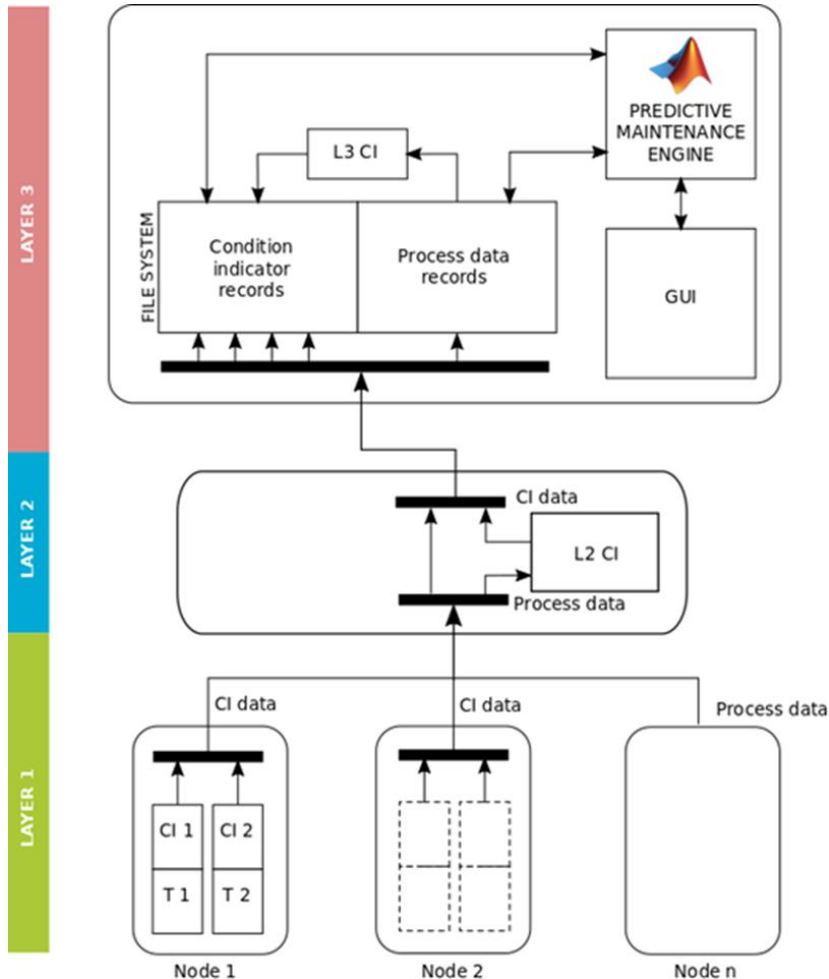 LAYER 3
PREDICTIVE
MAINTENANCE
ENGINE
L3 CI
FILE SYSTEM
Condition
indicator
records
Process data
records
GUI
LAYER 2
CI data
L2 CI
Process data
LAYER 1
CI data
CI data
Process data
CI 1
CI 2
T 1
T 2
Node 1
Node 2
Node n